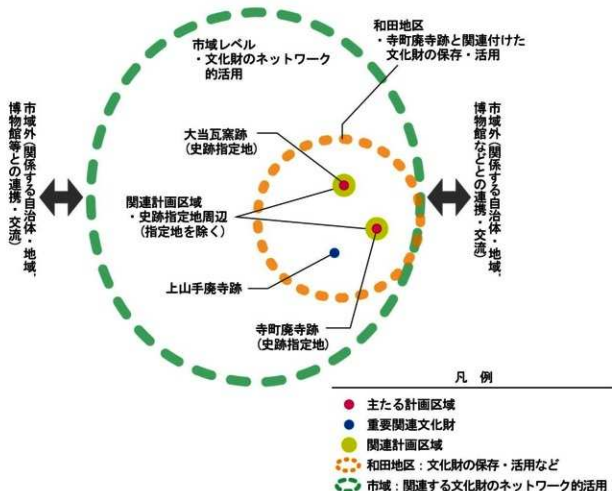 市域レベル
・文化財のネットワーク
的活用
和田地区
・寺町廃寺跡と関連付けた
文化財の保存・活用
大当瓦窯跡
(史跡指定地)
市域外(関係する自治体・地域、
博物館等との連携・交流)
関連計画区域
・史跡指定地周辺
(指定地を除く)
市域外(関係する自治体・地域、
博物館などとの連携・交流)
上山手廃寺跡
寺町廃寺跡
(史跡指定地)
凡 例
主たる計画区域
重要関連文化財
関連計画区域
和田地区：文化財の保存・活用など
市域：関連する文化財のネットワーク的活用